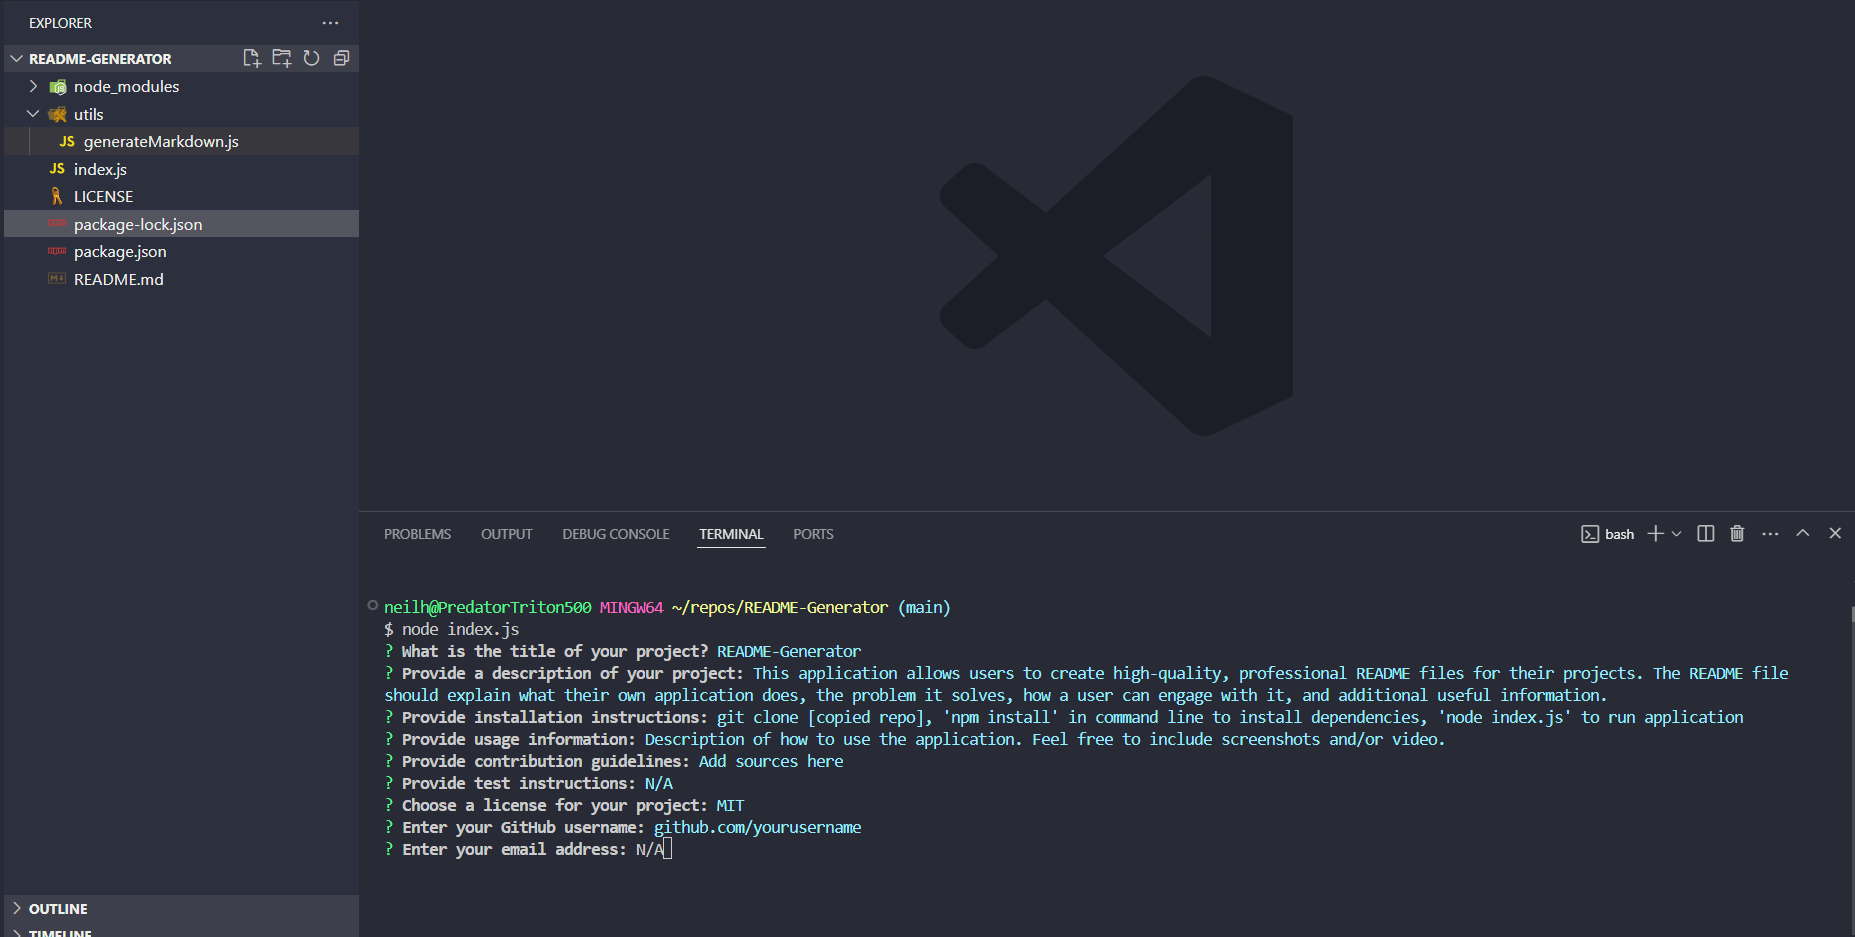 EXPLORER
README-GENERATOR
node_modules
utils
JS generateMarkdown.js
JS index.js
LICENSE
package-lock.json
package.json
README.md
OUTLINE
TIMELINE
PROBLEMS OUTPUT DEBUG CONSOLE TERMINAL PORTS
bash
neilh@PredatorTriton500 MINGW64 ~/repos/README-Generator (main)
$ node index.js
? What is the title of your project? README-Generator
? Provide a description of your project: This application allows users to create high-quality, professional README files for their projects. The README file
should explain what their own application does, the problem it solves, how a user can engage with it, and additional useful information.
? Provide installation instructions: git clone [copied repo], 'npm install' in command line to install dependencies, 'node index.js' to run application
? Provide usage information: Description of how to use the application. Feel free to include screenshots and/or video.
? Provide contribution guidelines: Add sources here
? Provide test instructions: N/A
? Choose a license for your project: MIT
? Enter your GitHub username: github.com/yourusername
? Enter your email address: N/A